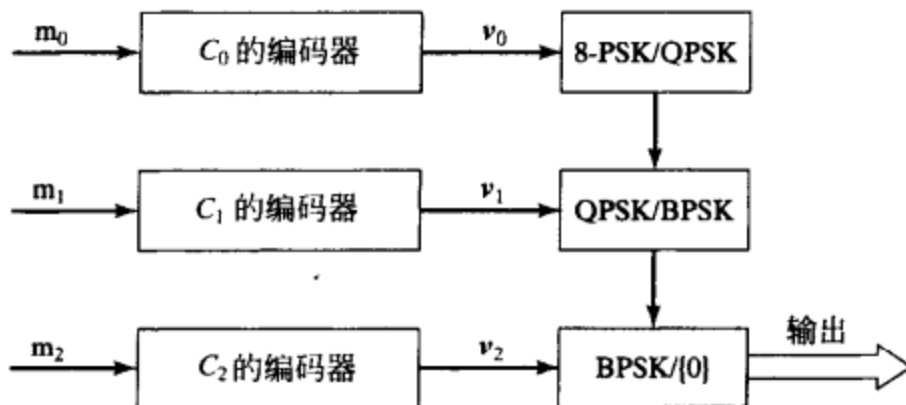 m₀ C₀ 的编码器 v₀ 8-PSK/QPSK
m₁ C₁ 的编码器 v₁ QPSK/BPSK
m₂ C₂ 的编码器 v₂ BPSK/{0} 输出